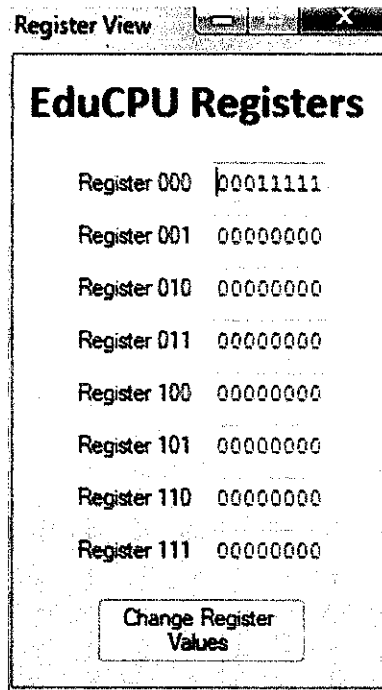 Register View
EduCPU Registers
Register 000 00011111
Register 001 00000000
Register 010 00000000
Register 011 00000000
Register 100 00000000
Register 101 00000000
Register 110 00000000
Register 111 00000000
Change Register
Values